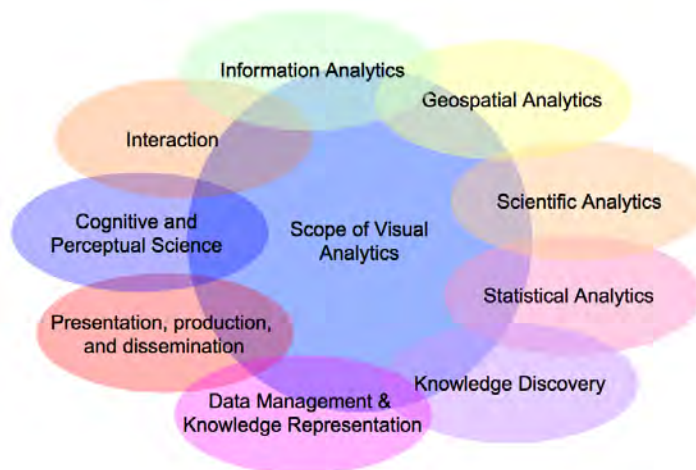 Information Analytics
Geospatial Analytics
Interaction
Scientific Analytics
Cognitive and
Perceptual Science
Scope of Visual
Analytics
Statistical Analytics
Presentation, production,
and dissemination
Knowledge Discovery
Data Management &
Knowledge Representation